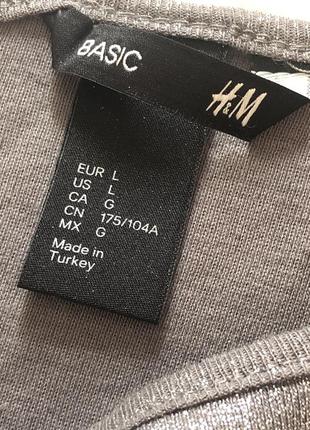 BASIC
H&M
EUR L
US L
CA G
CN 175/104A
MX G
Made in
Turkey